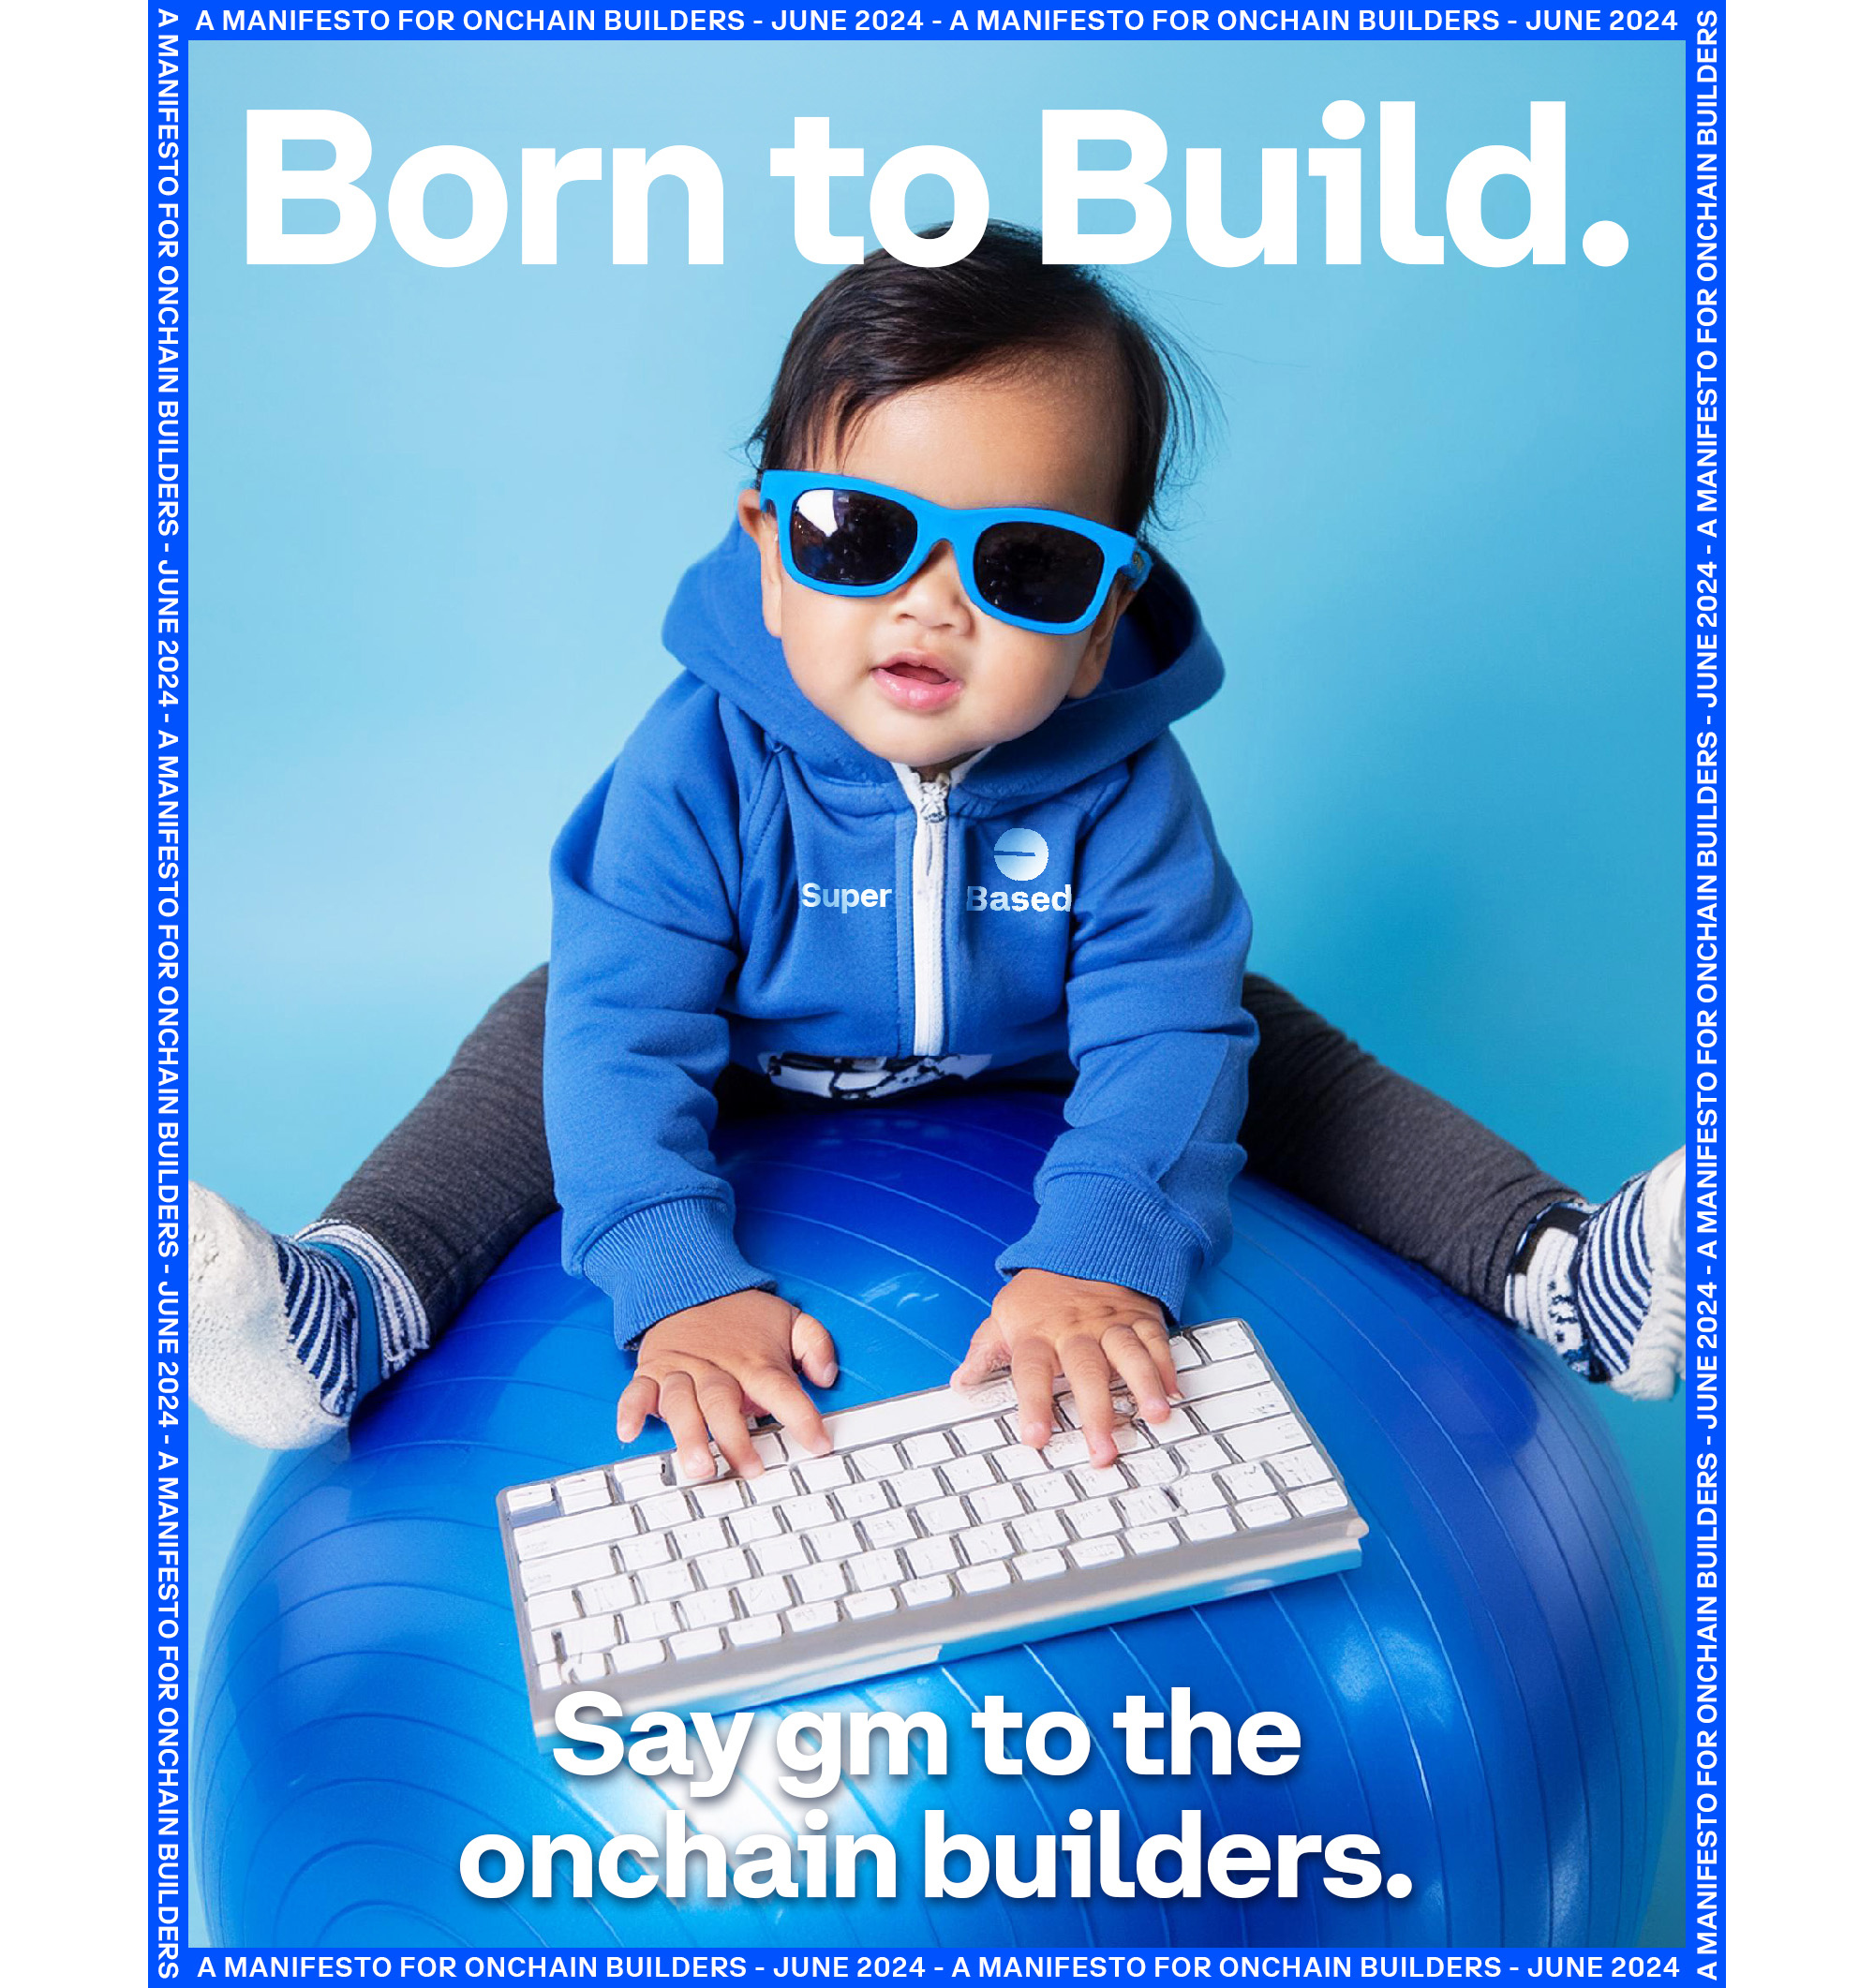 A MANIFESTO FOR ONCHAIN BUILDERS - JUNE 2024 - A MANIFESTO FOR ONCHAIN BUILDERS - JUNE 2024
A MANIFESTO FOR ONCHAIN BUILDERS - JUNE 2024 - A MANIFESTO FOR ONCHAIN BUILDERS - JUNE 2024 - A MANIFESTO FOR ONCHAIN BUILDERS
Born to Build.
Super Based
Say gm to the
onchain builders.
A MANIFESTO FOR ONCHAIN BUILDERS - JUNE 2024 - A MANIFESTO FOR ONCHAIN BUILDERS - JUNE 2024 - A MANIFESTO FOR ONCHAIN BUILDERS
A MANIFESTO FOR ONCHAIN BUILDERS - JUNE 2024 - A MANIFESTO FOR ONCHAIN BUILDERS - JUNE 2024